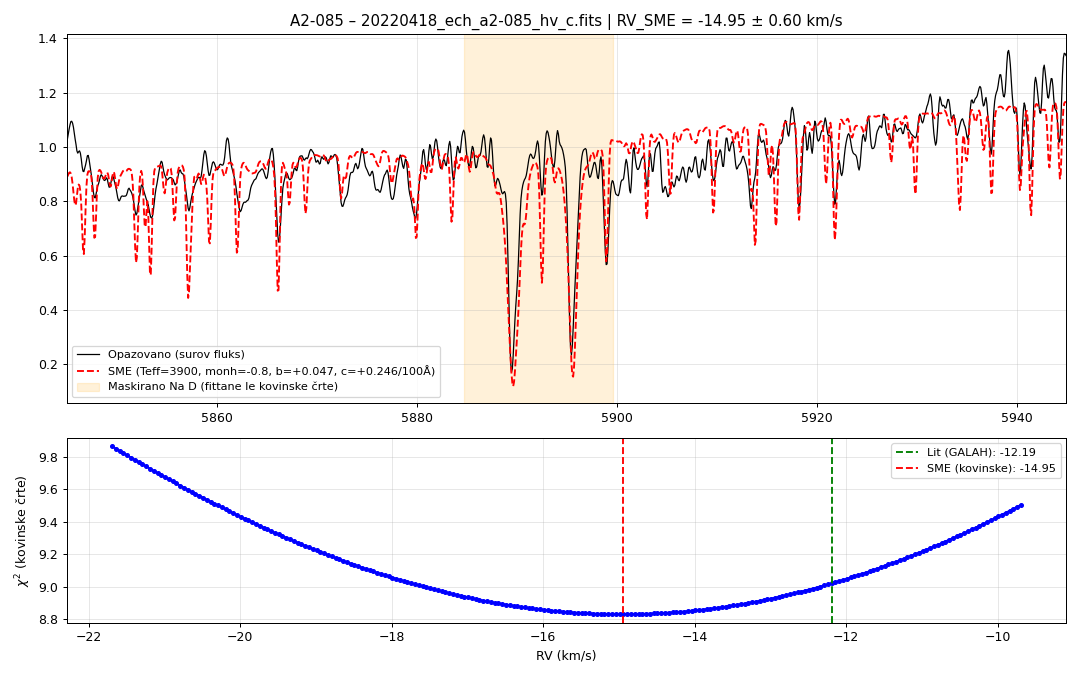 A2-085 – 20220418_ech_a2-085_hv_c.fits | RV_SME = -14.95 ± 0.60 km/s
1.4
1.2
1.0
0.8
0.6
0.4
0.2
Opazovano (surov fluks)
SME (Teff=3900, monh=-0.8, b=+0.047, c=+0.246/100Å)
Maskirano Na D (fittane le kovinske črte)
5860 5880 5900 5920 5940
9.8
9.6
9.4
9.2
9.0
8.8
χ² (kovinske črte)
Lit (GALAH): -12.19
SME (kovinske): -14.95
−22 −20 −18 −16 −14 −12 −10
RV (km/s)